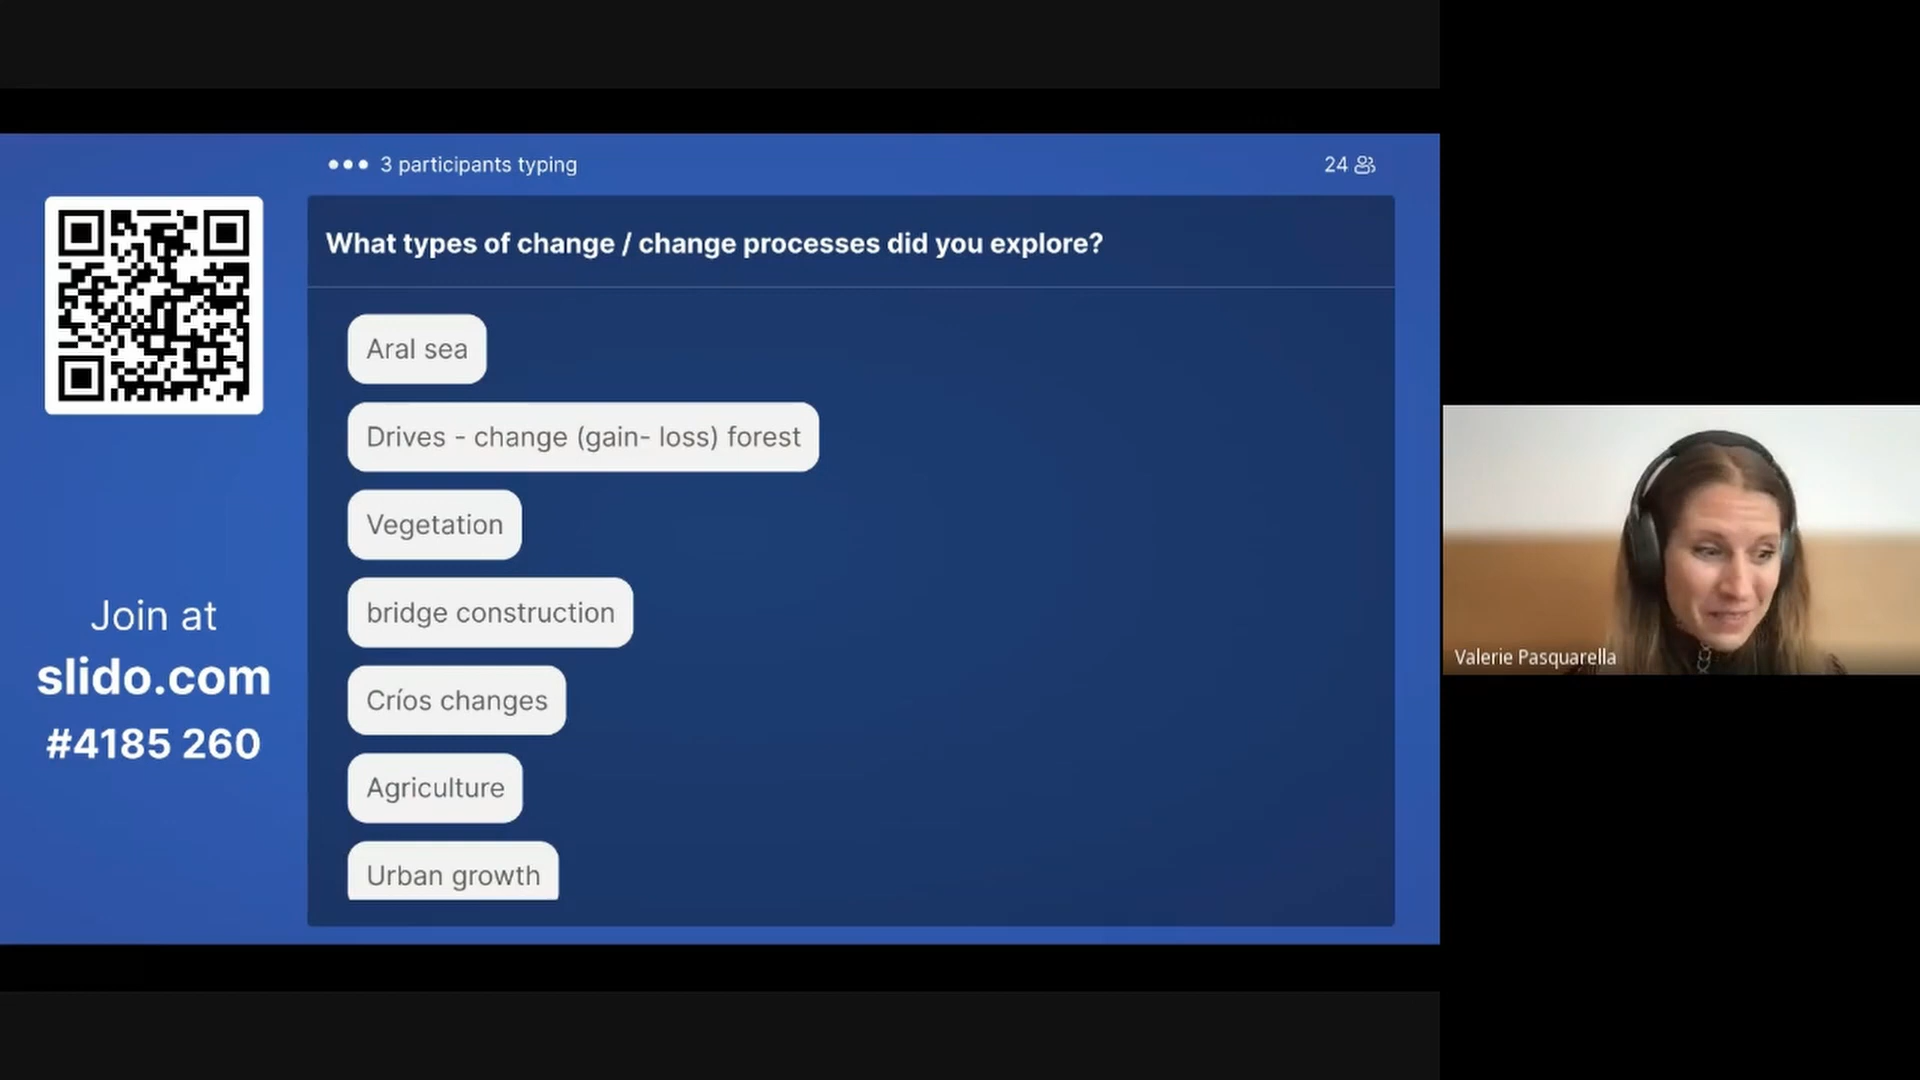 3 participants typing
24
What types of change / change processes did you explore?
Aral sea
Drives - change (gain- loss) forest
Vegetation
bridge construction
Críos changes
Agriculture
Urban growth
Join at
slido.com
#4185 260
Valerie Pasquarella